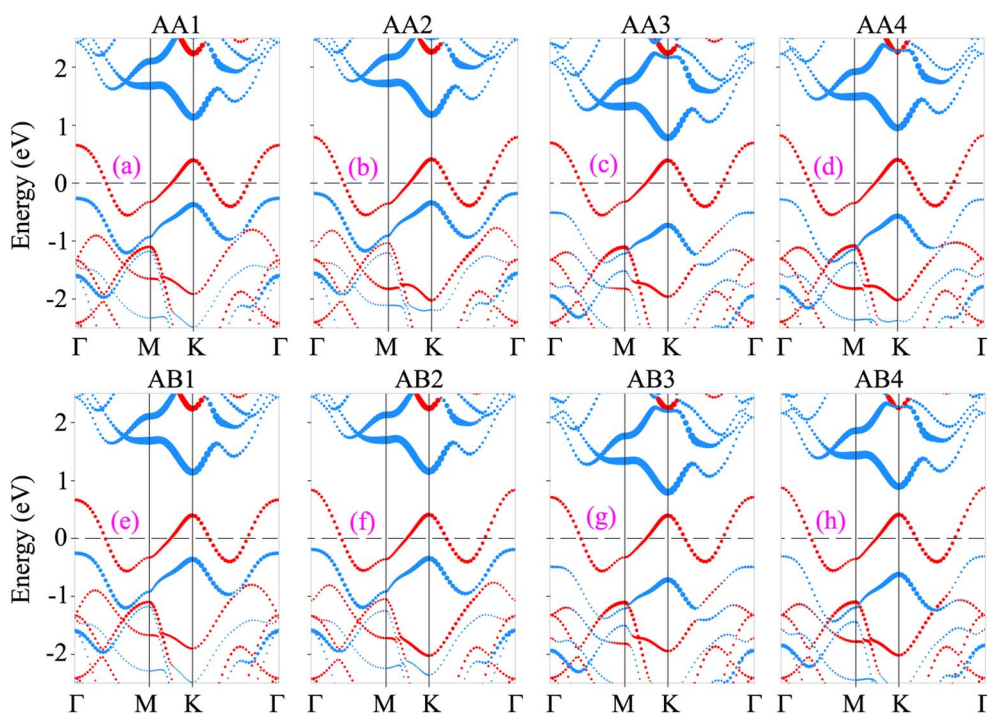 AA1 AA2 AA3 AA4
2
1
(a) (b) (c) (d)
0
Energy (eV)
-1
-2
Γ M K Γ M K Γ M K Γ M K Γ
AB1 AB2 AB3 AB4
2
1
(e) (f) (g) (h)
0
Energy (eV)
-1
-2
Γ M K Γ M K Γ M K Γ M K Γ